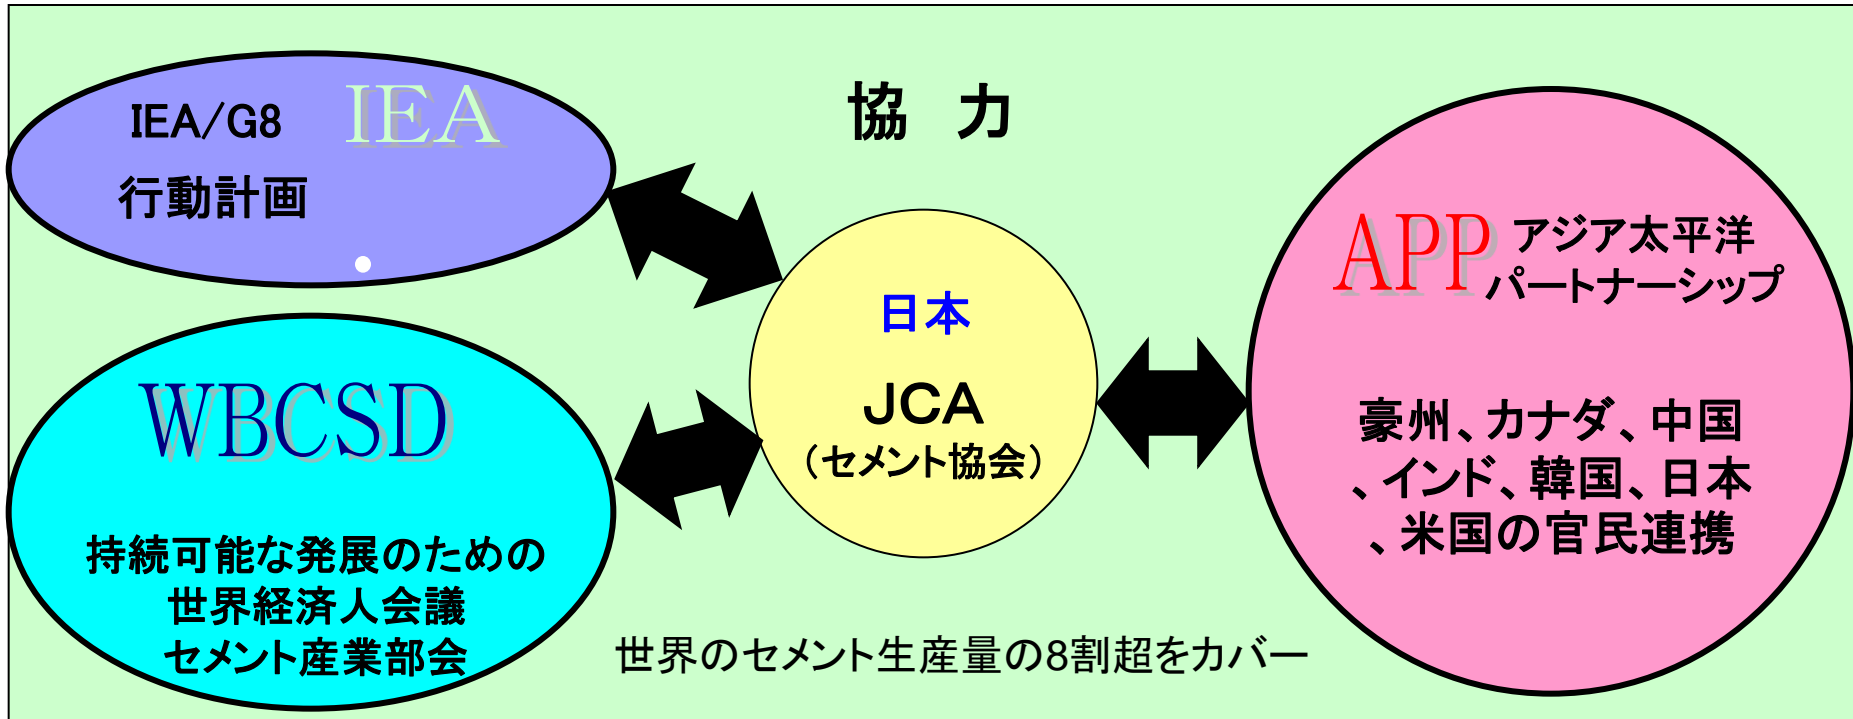 協 力
IEA/G8 IEA
行動計画
WBCSD
持続可能な発展のための
世界経済人会議
セメント産業部会
日本
JCA
(セメント協会)
APP アジア太平洋
パートナーシップ
豪州、カナダ、中国
、インド、韓国、日本
、米国の官民連携
世界のセメント生産量の8割超をカバー